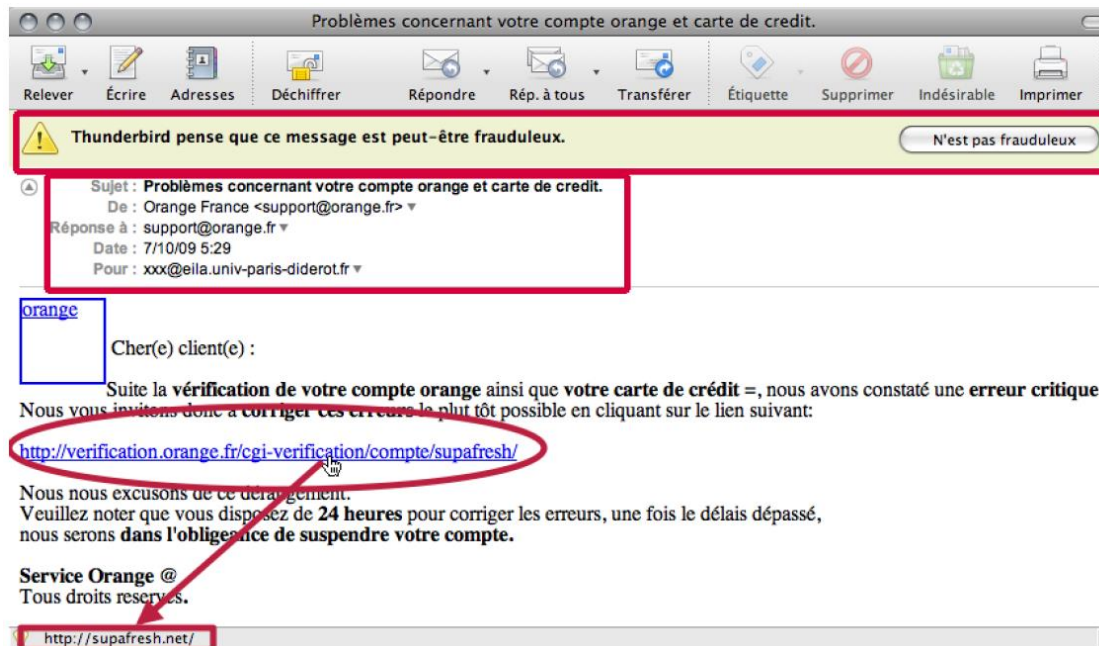 Problèmes concernant votre compte orange et carte de credit.
Relever Écrire Adresses Déchiffrer Répondre Rép. à tous Transférer Étiquette Supprimer Indésirable Imprimer
Thunderbird pense que ce message est peut-être frauduleux. N'est pas frauduleux
Sujet : Problèmes concernant votre compte orange et carte de credit.
De : Orange France <support@orange.fr>
Réponse à : support@orange.fr
Date : 7/10/09 5:29
Pour : xxx@eila.univ-paris-diderot.fr
orange
Cher(e) client(e) :
Suite la vérification de votre compte orange ainsi que votre carte de crédit =, nous avons constaté une erreur critique
Nous vous invitons donc a corriger ces erreurs le plut tôt possible en cliquant sur le lien suivant:
http://verification.orange.fr/cgi-verification/compte/supafresh/
Nous nous excusons de ce dérangement.
Veuillez noter que vous disposez de 24 heures pour corriger les erreurs, une fois le délais dépassé,
nous serons dans l'obligeance de suspendre votre compte.
Service Orange @
Tous droits reservés.
http://supafresh.net/